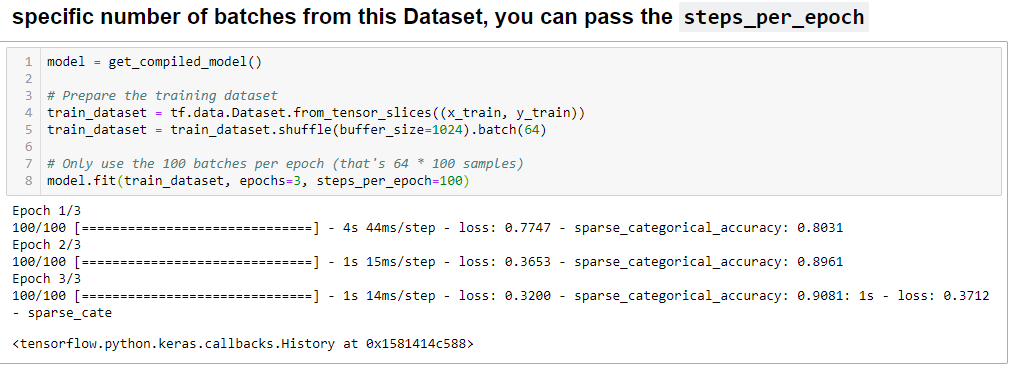 specific number of batches from this Dataset, you can pass the steps_per_epoch
1 model = get_compiled_model()
2
3 # Prepare the training dataset
4 train_dataset = tf.data.Dataset.from_tensor_slices((x_train, y_train))
5 train_dataset = train_dataset.shuffle(buffer_size=1024).batch(64)
6
7 # Only use the 100 batches per epoch (that's 64 * 100 samples)
8 model.fit(train_dataset, epochs=3, steps_per_epoch=100)
Epoch 1/3
100/100 [==============================] - 4s 44ms/step - loss: 0.7747 - sparse_categorical_accuracy: 0.8031
Epoch 2/3
100/100 [==============================] - 1s 15ms/step - loss: 0.3653 - sparse_categorical_accuracy: 0.8961
Epoch 3/3
100/100 [==============================] - 1s 14ms/step - loss: 0.3200 - sparse_categorical_accuracy: 0.9081: 1s - loss: 0.3712
- sparse_cate
<tensorflow.python.keras.callbacks.History at 0x1581414c588>